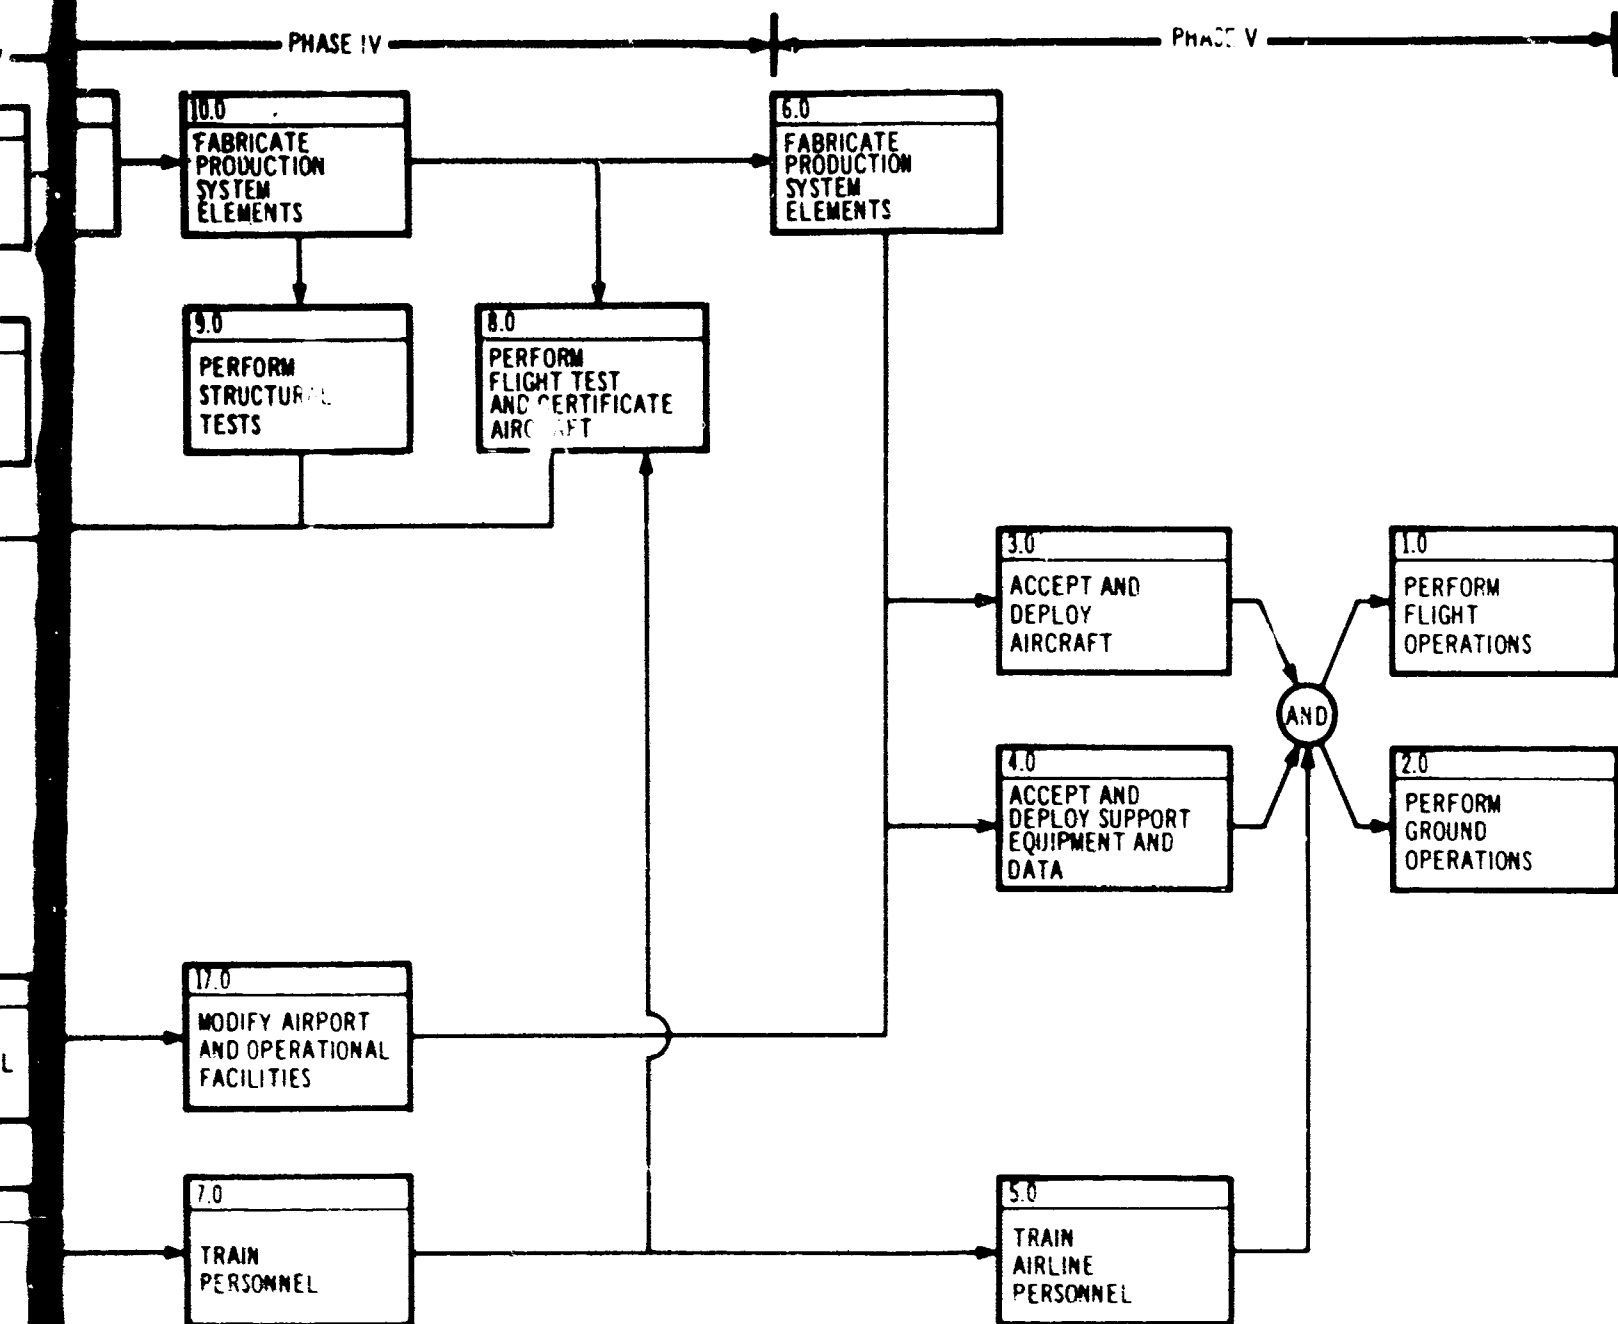 PHASE IV
PHASE V
10.0
FABRICATE
PRODUCTION
SYSTEM
ELEMENTS
6.0
FABRICATE
PRODUCTION
SYSTEM
ELEMENTS
9.0
PERFORM
STRUCTURAL
TESTS
8.0
PERFORM
FLIGHT TEST
AND CERTIFICATE
AIRCRAFT
3.0
ACCEPT AND
DEPLOY
AIRCRAFT
1.0
PERFORM
FLIGHT
OPERATIONS
AND
4.0
ACCEPT AND
DEPLOY SUPPORT
EQUIPMENT AND
DATA
2.0
PERFORM
GROUND
OPERATIONS
17.0
MODIFY AIRPORT
AND OPERATIONAL
FACILITIES
L
7.0
TRAIN
PERSONNEL
5.0
TRAIN
AIRLINE
PERSONNEL